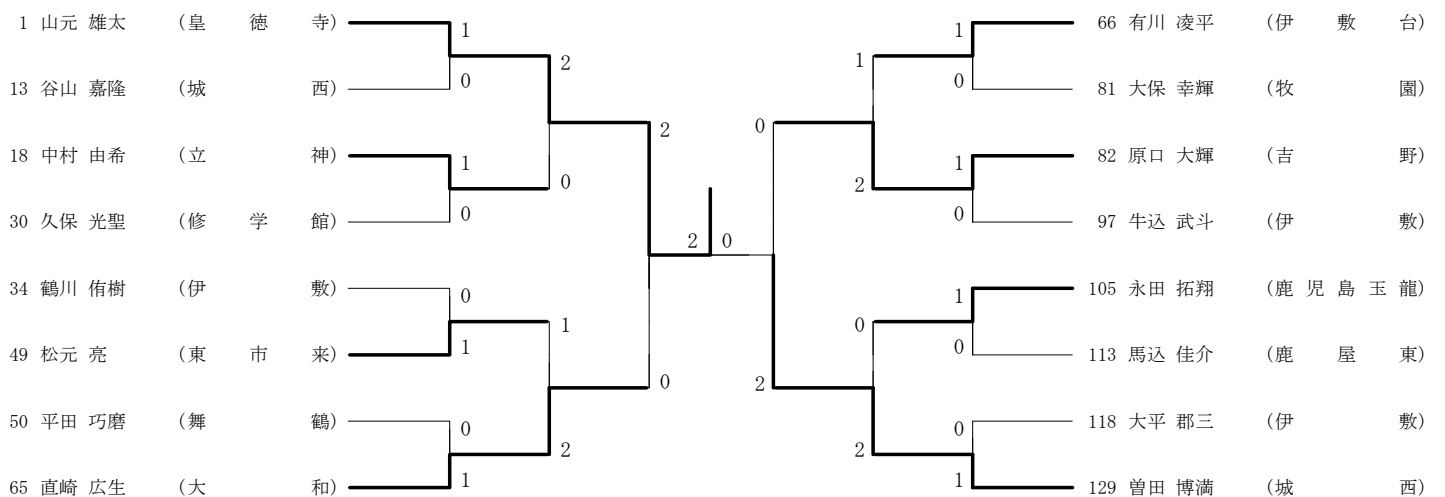 1 山元 雄太 （皇徳寺）
13 谷山 嘉隆 （城西）
18 中村 由希 （立神）
30 久保 光聖 （修学館）
34 鶴川 侑樹 （伊敷）
49 松元 亮 （東市来）
50 平田 巧磨 （舞鶴）
65 直崎 広生 （大和）
1
0
1
0
0
1
0
1
2
0
1
2
2
0
2 0
0
2
1
2
0
2
1
0
1
0
1
0
0
1
66 有川 凌平 （伊敷台）
81 大保 幸輝 （牧園）
82 原口 大輝 （吉野）
97 牛込 武斗 （伊敷）
105 永田 拓翔 （鹿児島玉龍）
113 馬込 佳介 （鹿屋東）
118 大平 郡三 （伊敷）
129 曽田 博満 （城西）